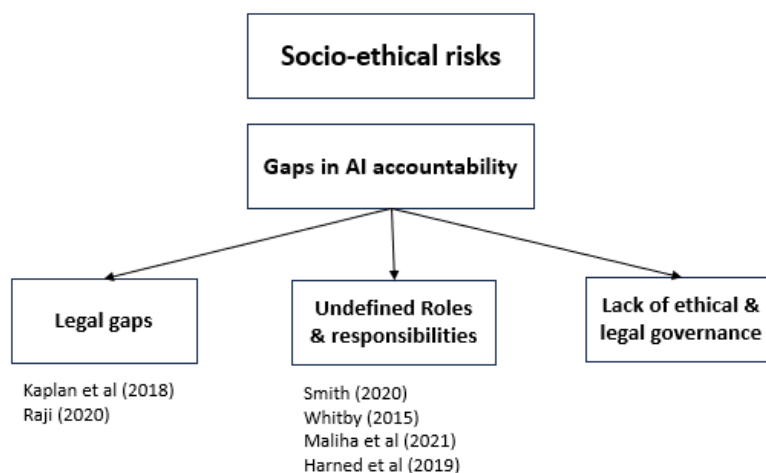 Socio-ethical risks
Gaps in AI accountability
Legal gaps
Kaplan et al (2018)
Raji (2020)
Undefined Roles
& responsibilities
Smith (2020)
Whitby (2015)
Maliha et al (2021)
Harned et al (2019)
Lack of ethical &
legal governance